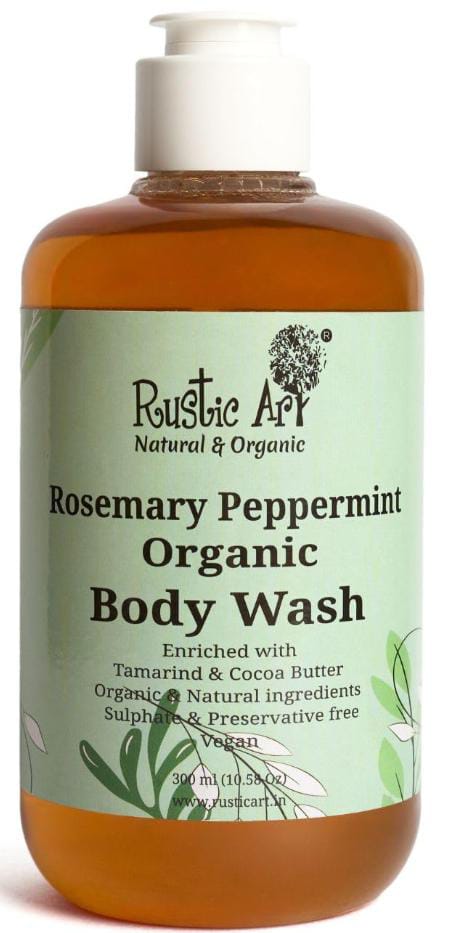 Rustic Art
®
Natural & Organic
Rosemary Peppermint
Organic
Body Wash
Enriched with
Tamarind & Cocoa Butter
Organic & Natural ingredients
Sulphate & Preservative free
Vegan
300 ml (10.58 Oz)
www.rusticart.in